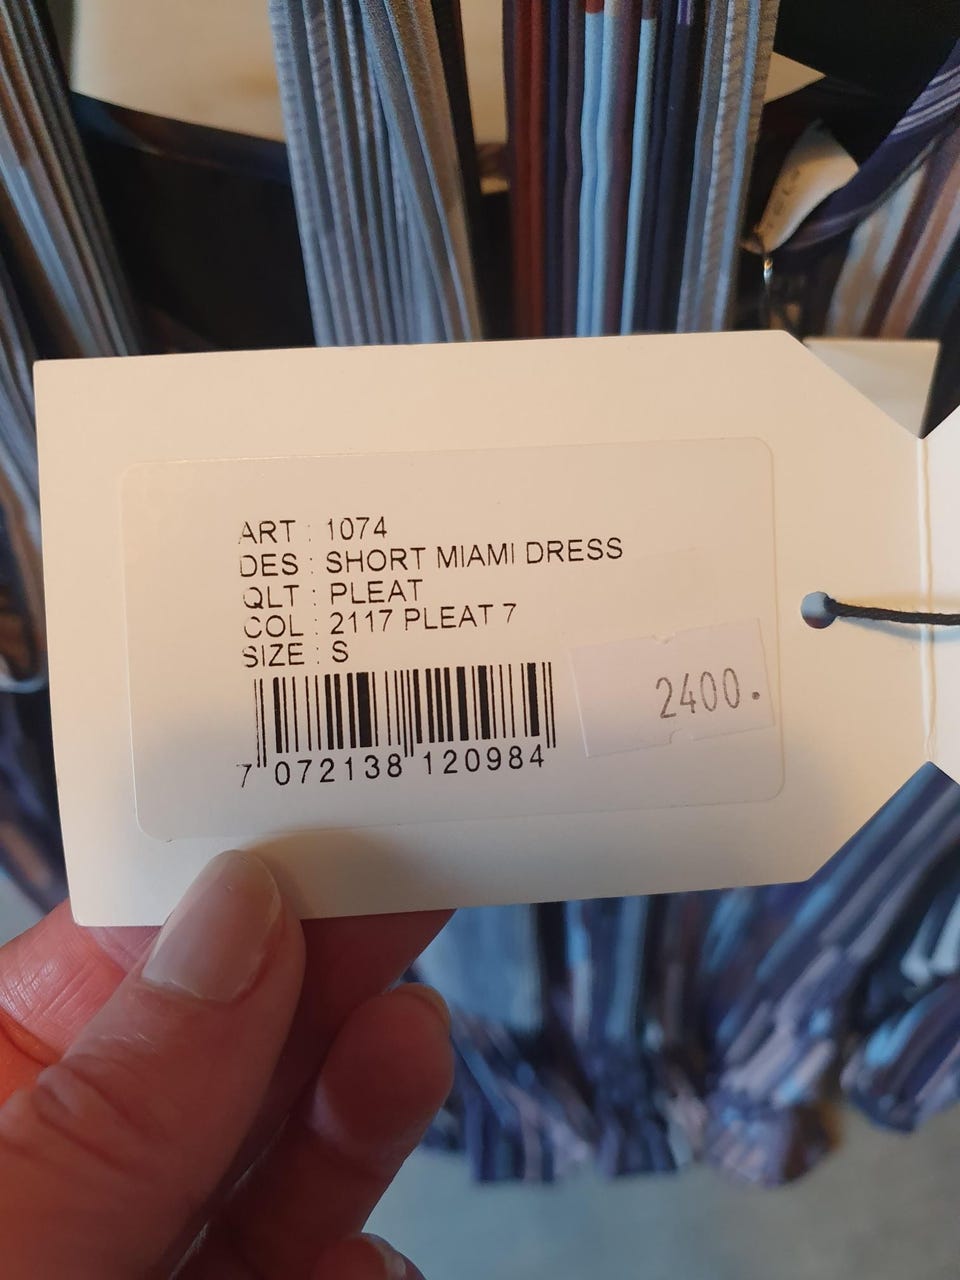 ART : 1074
DES : SHORT MIAMI DRESS
QLT : PLEAT
COL : 2117 PLEAT 7
SIZE : S
2400.
7 072138 120984